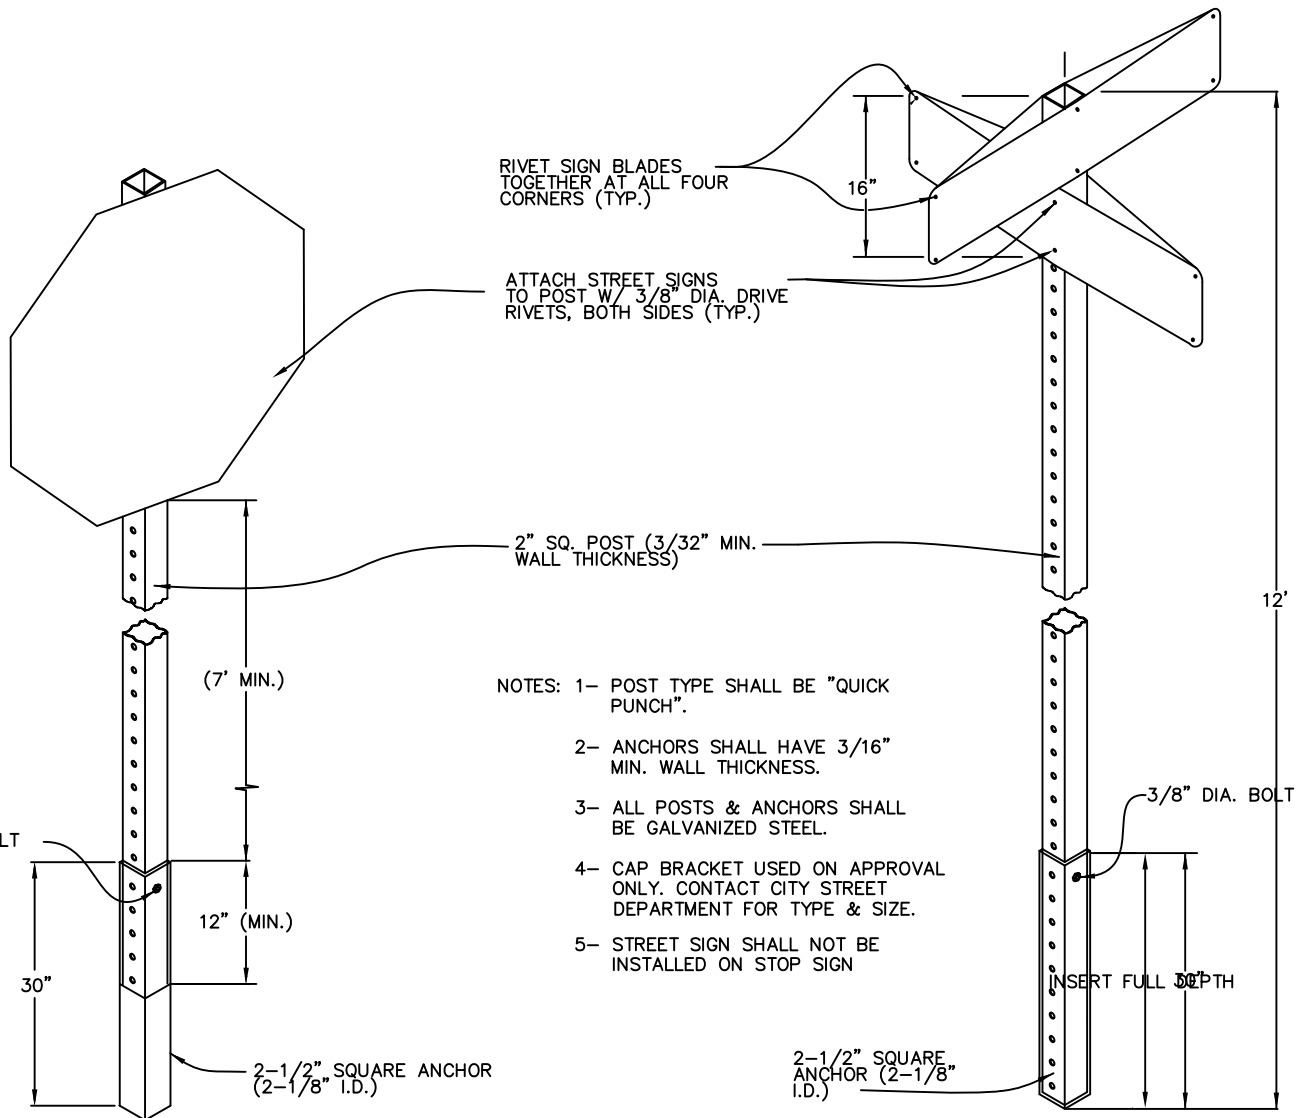 RIVET SIGN BLADES
TOGETHER AT ALL FOUR
CORNERS (TYP.)
16"
ATTACH STREET SIGNS
TO POST W/ 3/8" DIA. DRIVE
RIVETS, BOTH SIDES (TYP.)
2" SQ. POST (3/32" MIN.
WALL THICKNESS)
12'
(7' MIN.)
NOTES: 1- POST TYPE SHALL BE "QUICK
PUNCH".
2- ANCHORS SHALL HAVE 3/16"
MIN. WALL THICKNESS.
3- ALL POSTS & ANCHORS SHALL
BE GALVANIZED STEEL.
4- CAP BRACKET USED ON APPROVAL
ONLY. CONTACT CITY STREET
DEPARTMENT FOR TYPE & SIZE.
5- STREET SIGN SHALL NOT BE
INSTALLED ON STOP SIGN
3/8" DIA. BOLT
LT
12" (MIN.)
30"
INSERT FULL DEPTH
30"
2-1/2" SQUARE ANCHOR
(2-1/8" I.D.)
2-1/2" SQUARE
ANCHOR (2-1/8"
I.D.)